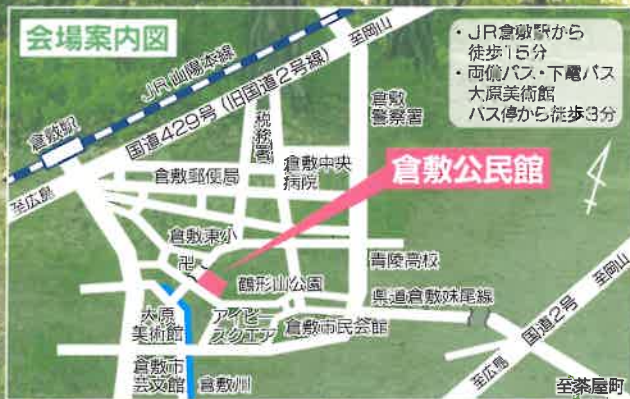 会場案内図
・JR倉敷駅から
徒歩15分
・両備バス・下電バス
大原美術館
バス停から徒歩3分
JR山陽本線
至岡山
国道429号(旧国道2号線)
倉敷駅
税務署
倉敷
警察署
至広島
倉敷郵便局
倉敷中央
病院
倉敷公民館
倉敷東小
卍
青陵高校
鶴形山公園
県道倉敷妹尾線
至岡山
大原
美術館
アイビー
スクエア
倉敷市民会館
国道2号
倉敷市
芸文館
倉敷川
至広島
至茶屋町